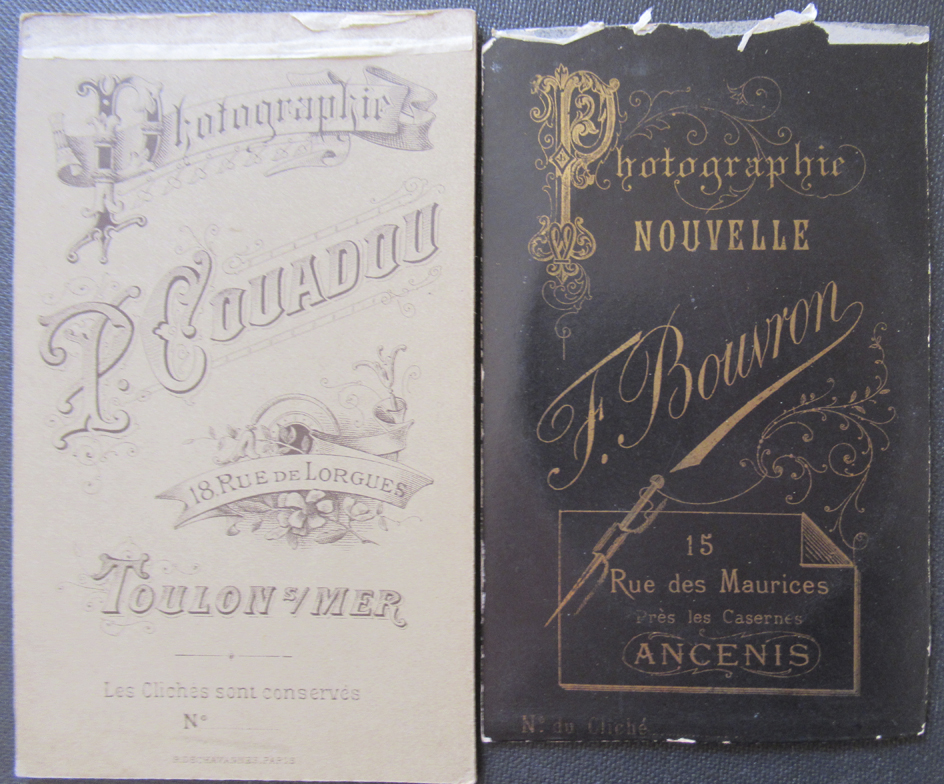 Photographie
P. COUADOU
18, RUE DE LORGUES
TOULON S/MER
Les Clichés sont conservés
N°
PARIS
Photographie
NOUVELLE
F. Bouvron
15
Rue des Maurices
Près les Casernes
ANCENIS
N° du Cliché